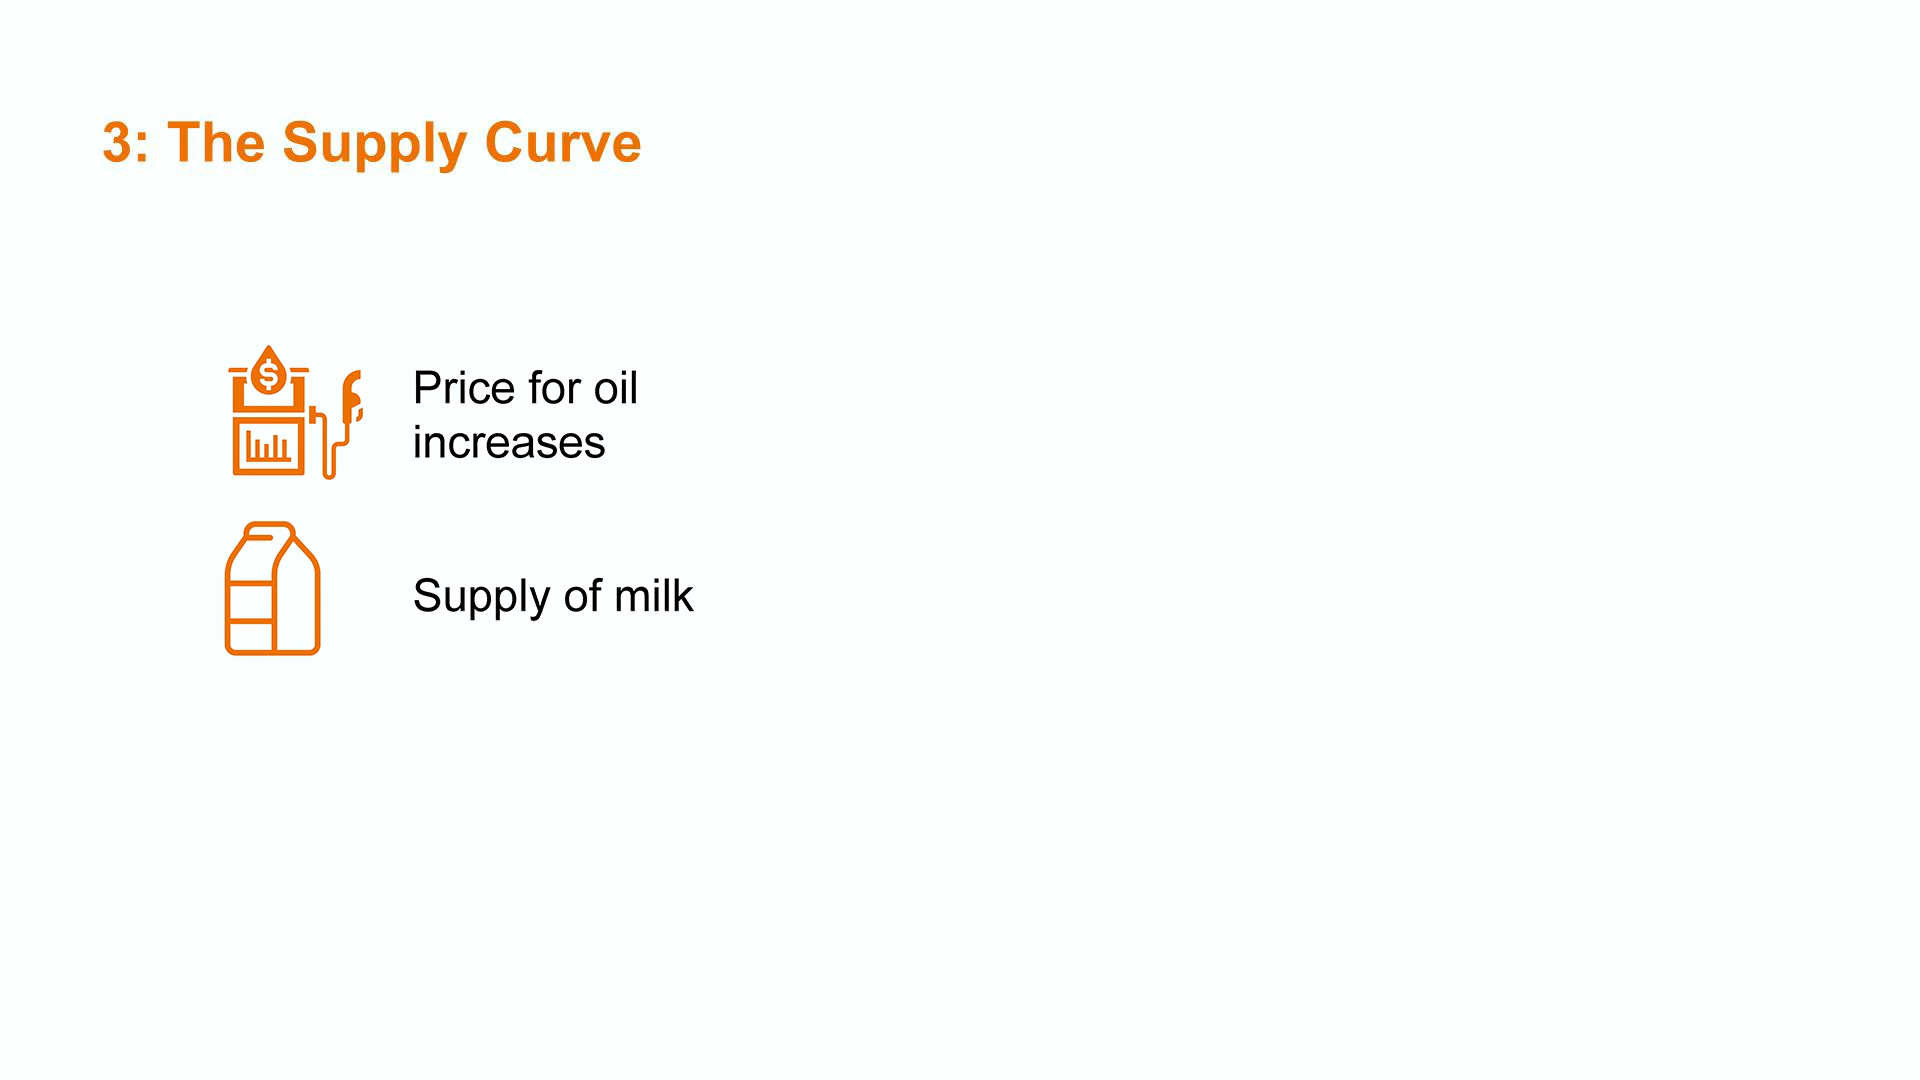 3: The Supply Curve
$
Price for oil
increases
Supply of milk